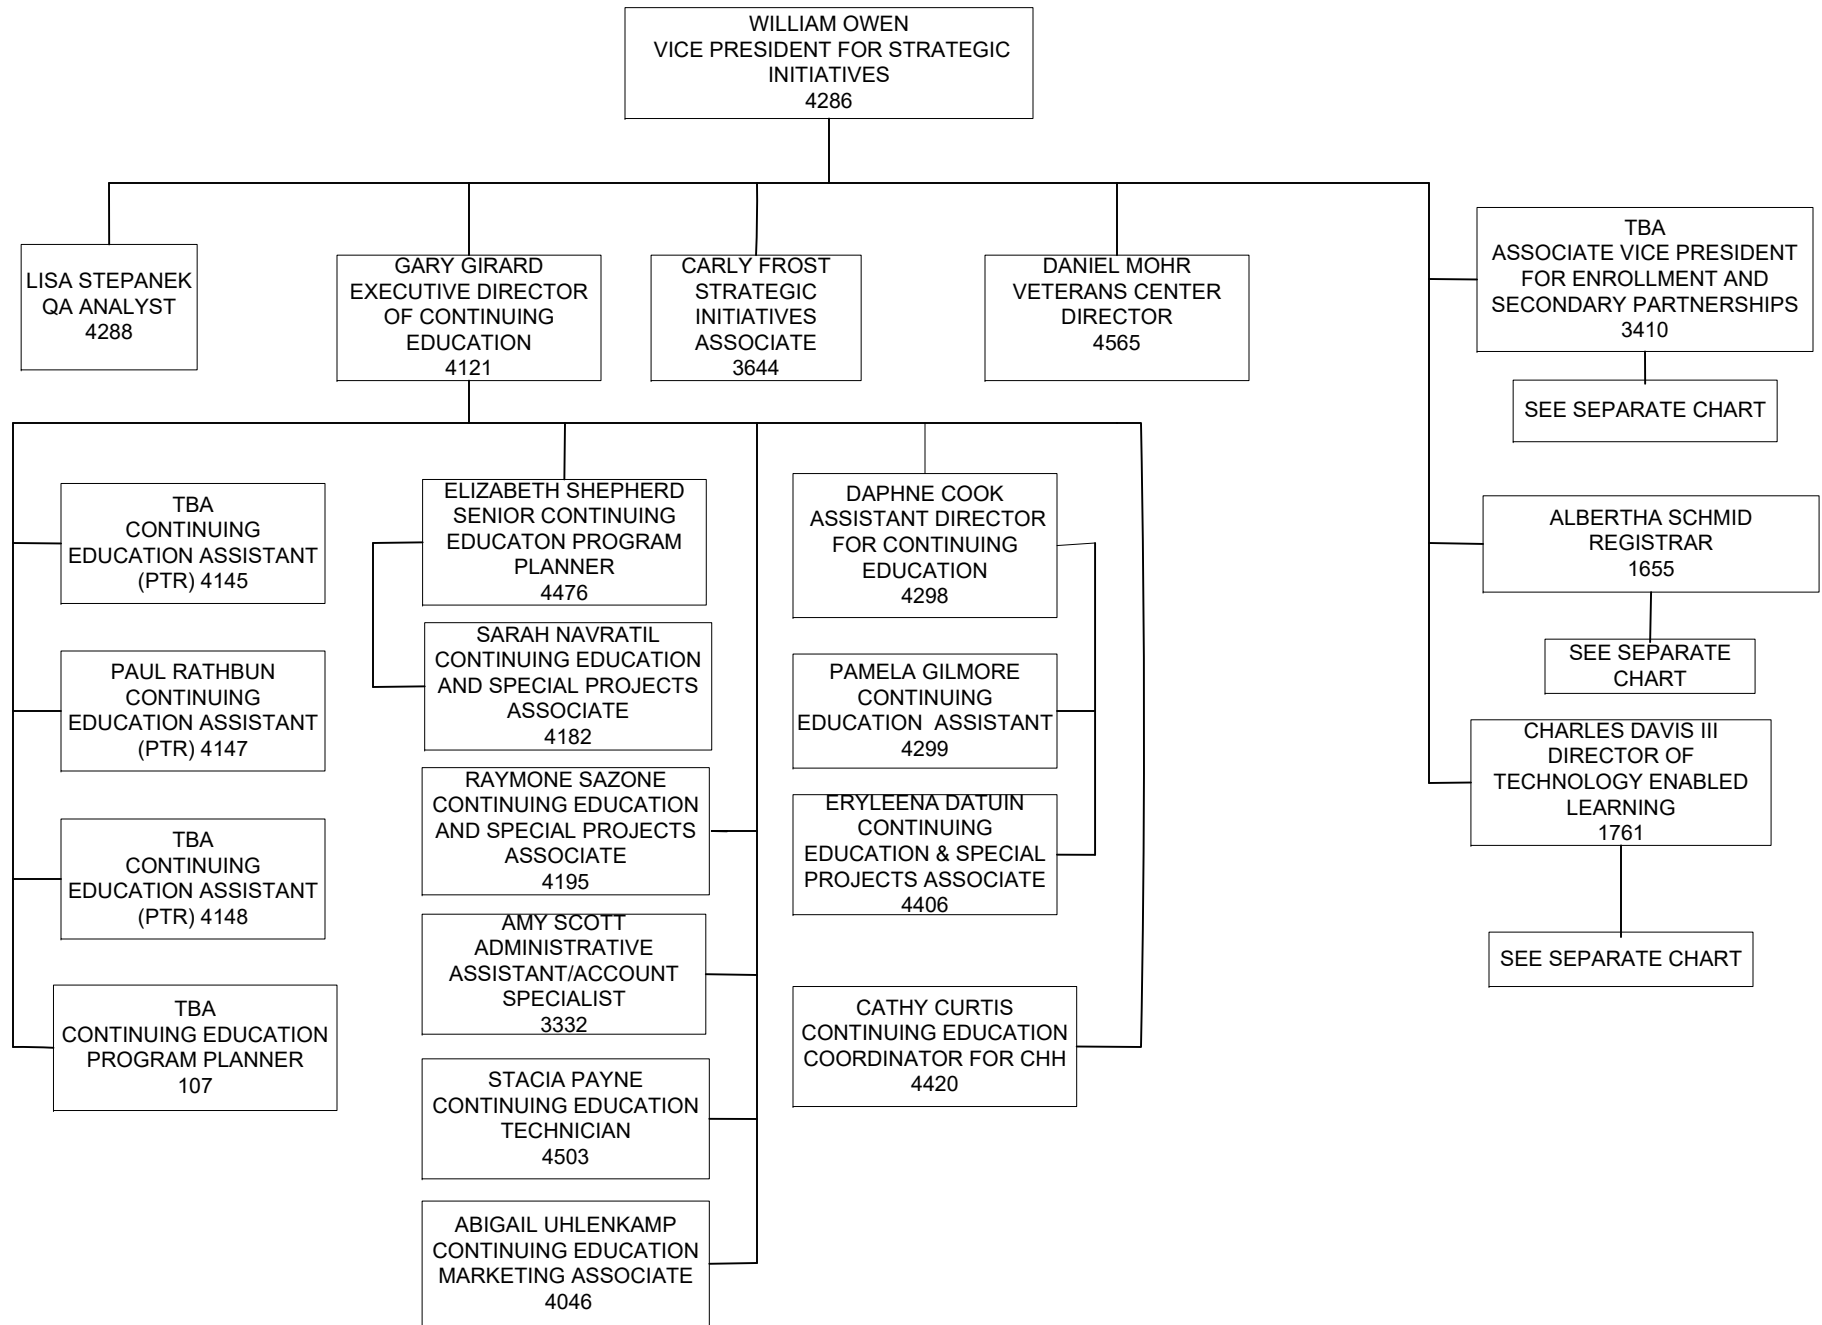 WILLIAM OWEN
VICE PRESIDENT FOR STRATEGIC
INITIATIVES
4286
LISA STEPANEK
QA ANALYST
4288
GARY GIRARD
EXECUTIVE DIRECTOR
OF CONTINUING
EDUCATION
4121
CARLY FROST
STRATEGIC
INITIATIVES
ASSOCIATE
3644
DANIEL MOHR
VETERANS CENTER
DIRECTOR
4565
TBA
ASSOCIATE VICE PRESIDENT
FOR ENROLLMENT AND
SECONDARY PARTNERSHIPS
3410
SEE SEPARATE CHART
TBA
CONTINUING
EDUCATION ASSISTANT
(PTR) 4145
PAUL RATHBUN
CONTINUING
EDUCATION ASSISTANT
(PTR) 4147
TBA
CONTINUING
EDUCATION ASSISTANT
(PTR) 4148
TBA
CONTINUING EDUCATION
PROGRAM PLANNER
107
ELIZABETH SHEPHERD
SENIOR CONTINUING
EDUCATON PROGRAM
PLANNER
4476
SARAH NAVRATIL
CONTINUING EDUCATION
AND SPECIAL PROJECTS
ASSOCIATE
4182
RAYMONE SAZONE
CONTINUING EDUCATION
AND SPECIAL PROJECTS
ASSOCIATE
4195
AMY SCOTT
ADMINISTRATIVE
ASSISTANT/ACCOUNT
SPECIALIST
3332
STACIA PAYNE
CONTINUING EDUCATION
TECHNICIAN
4503
ABIGAIL UHLENKAMP
CONTINUING EDUCATION
MARKETING ASSOCIATE
4046
DAPHNE COOK
ASSISTANT DIRECTOR
FOR CONTINUING
EDUCATION
4298
PAMELA GILMORE
CONTINUING
EDUCATION  ASSISTANT
4299
ERYLEENA DATUIN
CONTINUING
EDUCATION & SPECIAL
PROJECTS ASSOCIATE
4406
CATHY CURTIS
CONTINUING EDUCATION
COORDINATOR FOR CHH
4420
ALBERTHA SCHMID
REGISTRAR
1655
SEE SEPARATE
CHART
CHARLES DAVIS III
DIRECTOR OF
TECHNOLOGY ENABLED
LEARNING
1761
SEE SEPARATE CHART